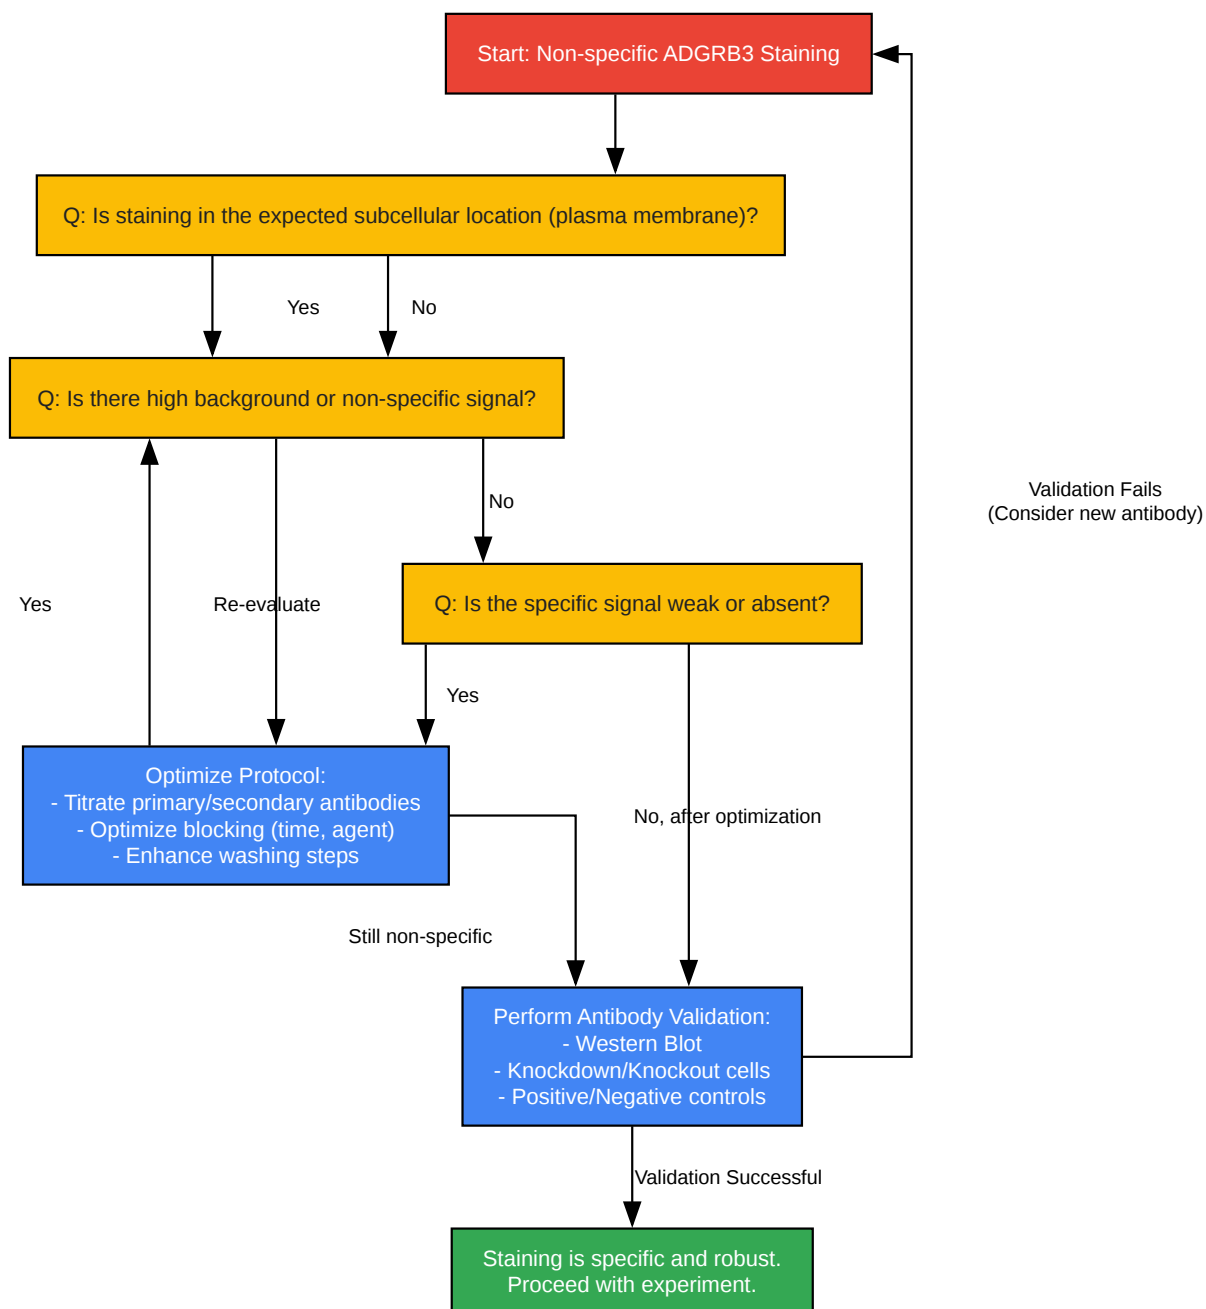 Start: Non-specific ADGRB3 Staining
Q: Is staining in the expected subcellular location (plasma membrane)?
Yes
No
Q: Is there high background or non-specific signal?
Validation Fails
(Consider new antibody)
No
Yes
Re-evaluate
Q: Is the specific signal weak or absent?
Yes
Optimize Protocol:
- Titrate primary/secondary antibodies
- Optimize blocking (time, agent)
- Enhance washing steps
No, after optimization
Still non-specific
Perform Antibody Validation:
- Western Blot
- Knockdown/Knockout cells
- Positive/Negative controls
Validation Successful
Staining is specific and robust.
Proceed with experiment.